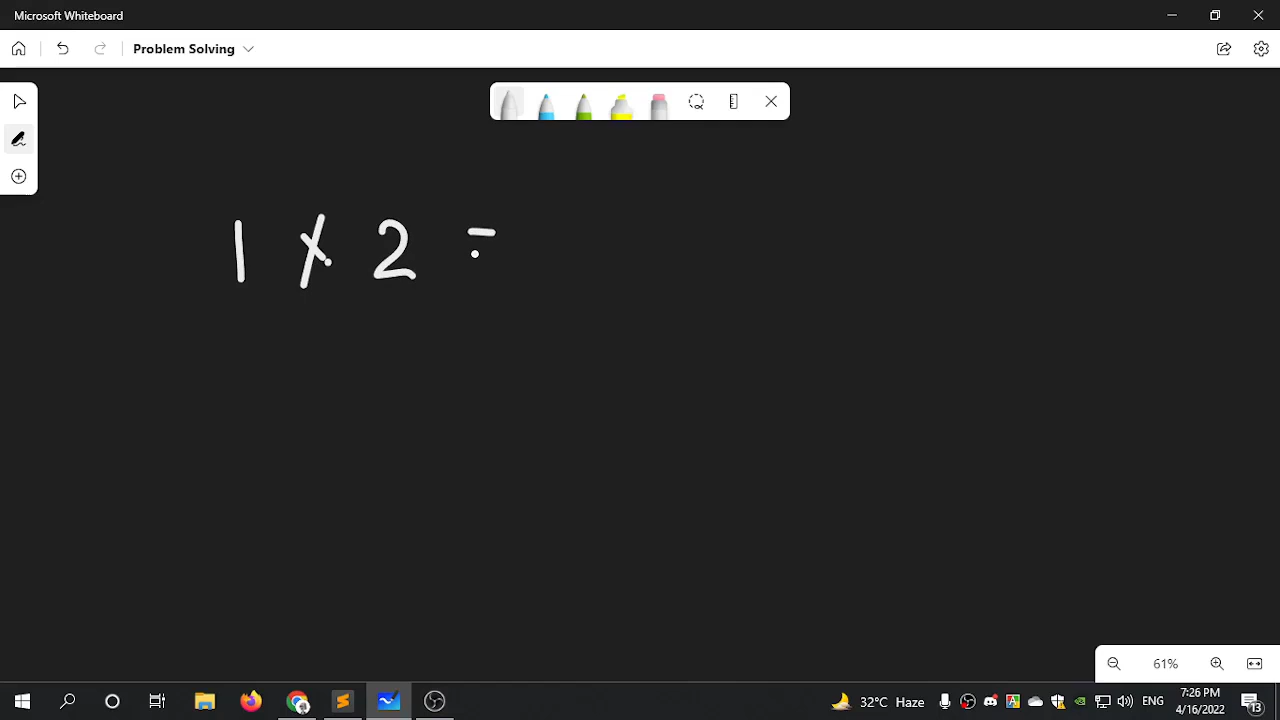 Microsoft Whiteboard
Problem Solving
1 x 2 =
61%
32°C Haze
ENG
7:26 PM
4/16/2022
13